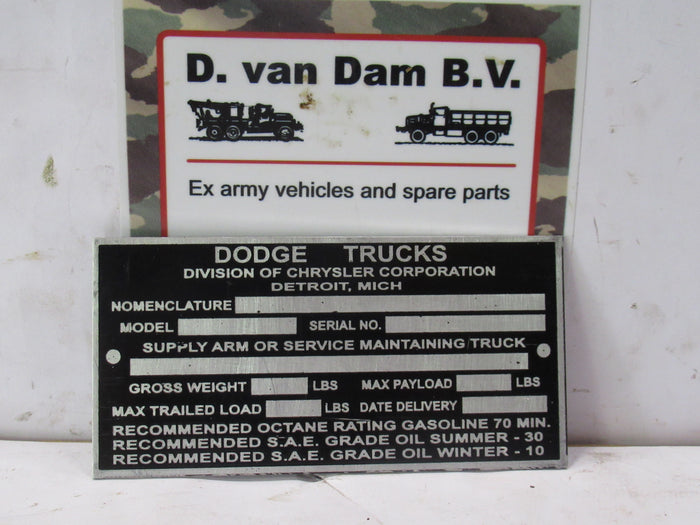 D. van Dam B.V.
Ex army vehicles and spare parts
DODGE TRUCKS
DIVISION OF CHRYSLER CORPORATION
DETROIT, MICH
NOMENCLATURE
MODEL SERIAL NO.
SUPPLY ARM OR SERVICE MAINTAINING TRUCK
GROSS WEIGHT LBS MAX PAYLOAD LBS
MAX TRAILED LOAD LBS DATE DELIVERY
RECOMMENDED OCTANE RATING GASOLINE 70 MIN.
RECOMMENDED S.A.E. GRADE OIL SUMMER - 30
RECOMMENDED S.A.E. GRADE OIL WINTER - 10